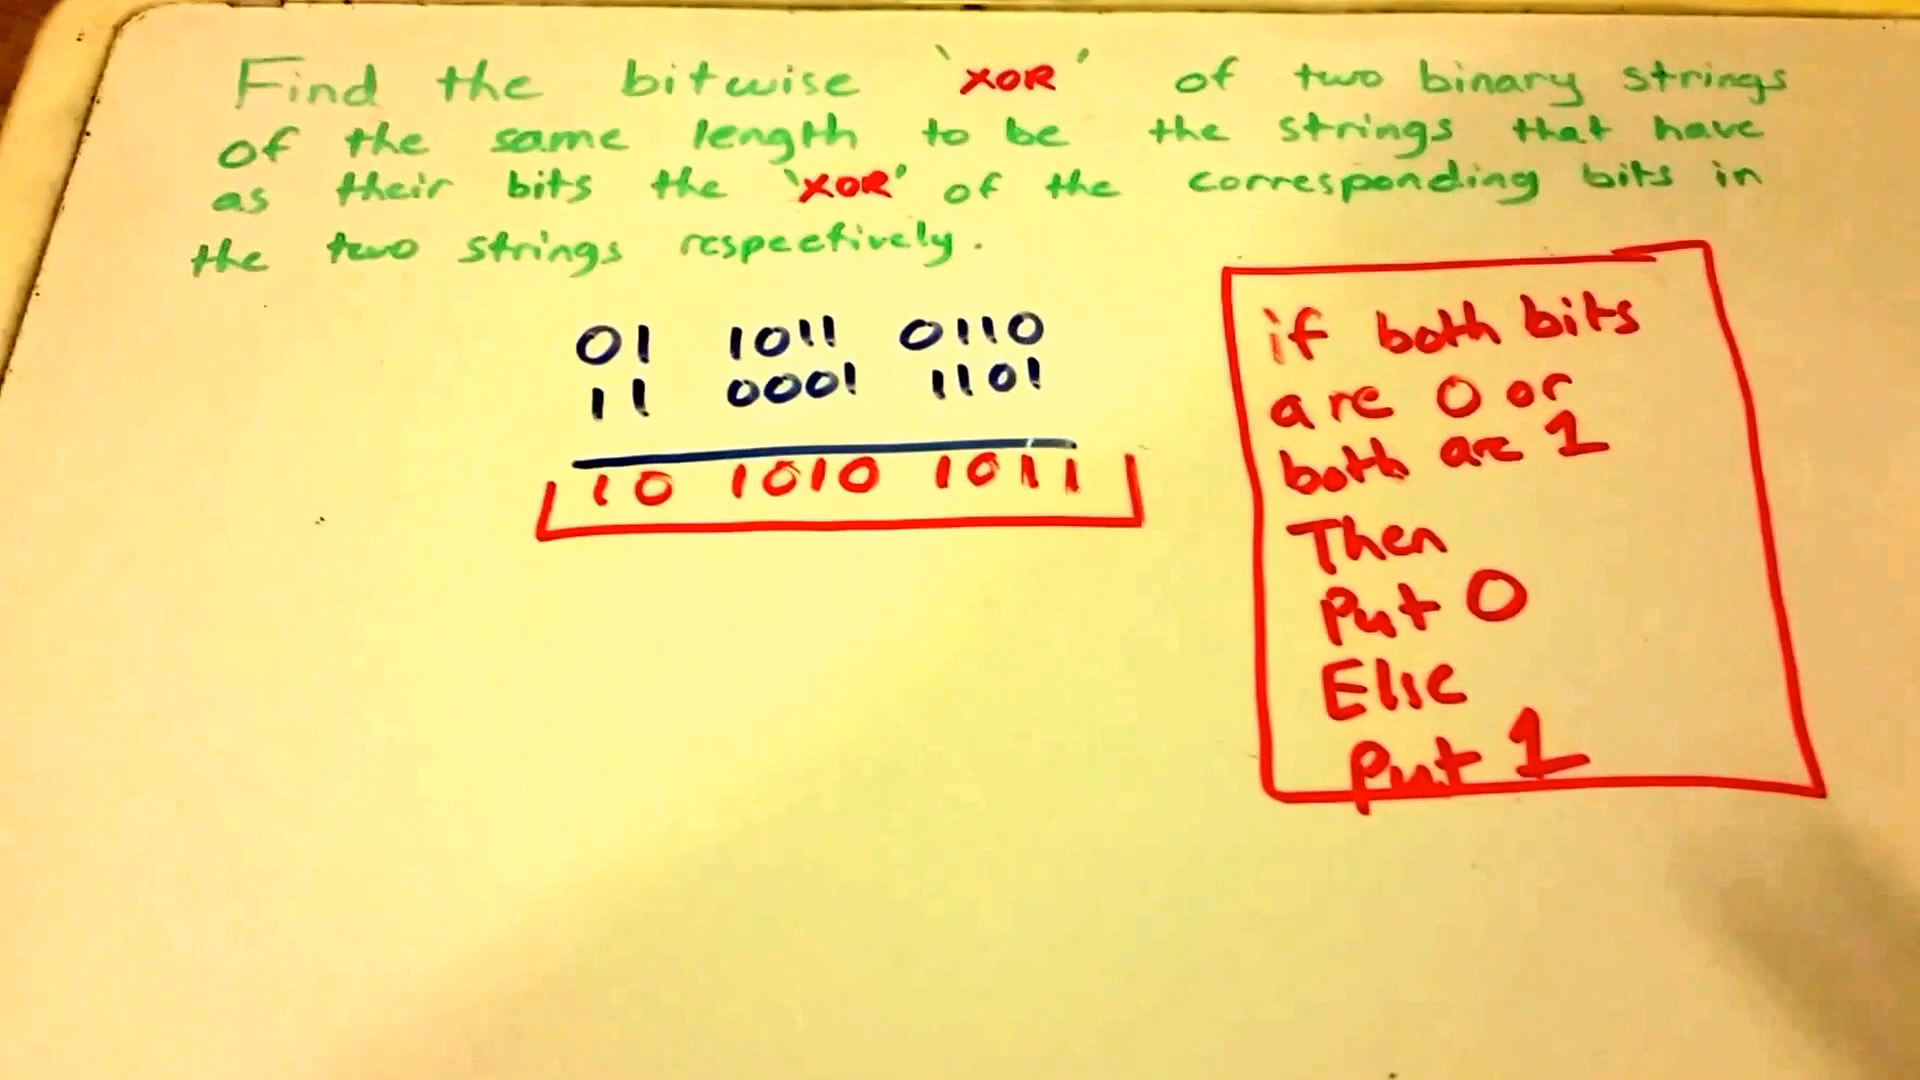 Find the bitwise 'XOR' of two binary strings
of the same length to be the strings that have
as their bits the 'XOR' of the corresponding bits in
the two strings respectively.
01 1011 0110
11 0001 1101
10 1010 1011
if both bits
are 0 or
both are 1
Then
Put 0
Else
Put 1